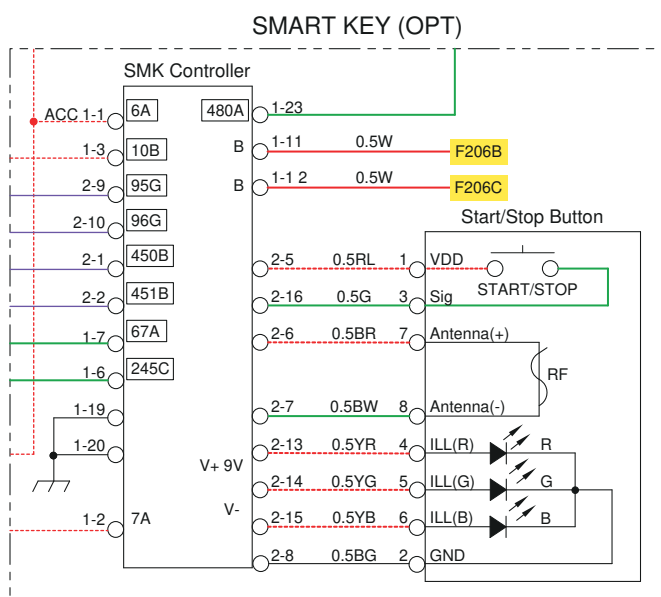 SMART KEY (OPT)
SMK Controller
ACC 1-1 6A 480A 1-23
1-3 10B B 1-11 0.5W F206B
2-9 95G B 1-1 2 0.5W F206C
2-10 96G Start/Stop Button
2-1 450B 2-5 0.5RL 1 VDD
START/STOP
2-2 451B 2-16 0.5G 3 Sig
1-7 67A 2-6 0.5BR 7 Antenna(+)
1-6 245C RF
1-19 2-7 0.5BW 8 Antenna(-)
1-20 2-13 0.5YR 4 ILL(R) R
V+ 9V
2-14 0.5YG 5 ILL(G) G
V-
1-2 7A 2-15 0.5YB 6 ILL(B) B
2-8 0.5BG 2 GND